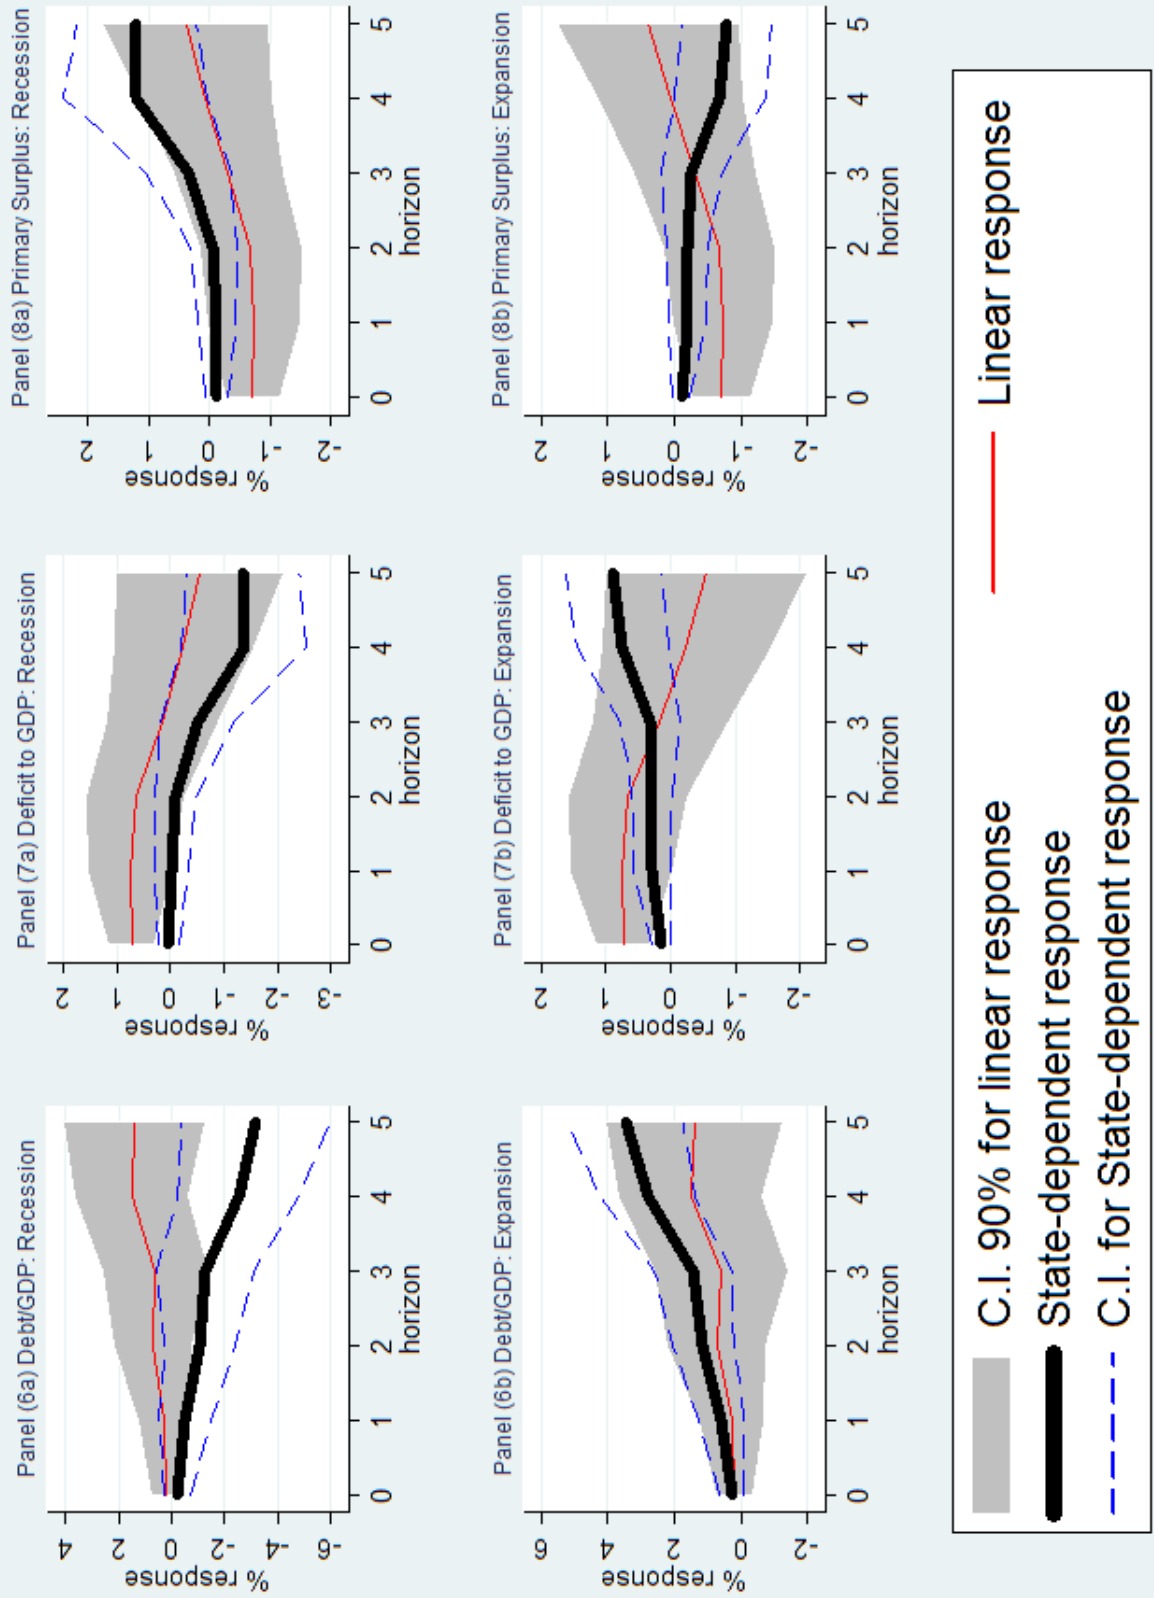 Panel (6a) Debt/GDP: Recession
% response
4
2
0
-2
-4
-6
0 1 2 3 4 5
horizon
Panel (7a) Deficit to GDP: Recession
% response
2
1
0
-1
-2
-3
0 1 2 3 4 5
horizon
Panel (8a) Primary Surplus: Recession
% response
2
1
0
-1
-2
0 1 2 3 4 5
horizon
Panel (6b) Debt/GDP: Expansion
% response
6
4
2
0
-2
0 1 2 3 4 5
horizon
Panel (7b) Deficit to GDP: Expansion
% response
2
1
0
-1
-2
0 1 2 3 4 5
horizon
Panel (8b) Primary Surplus: Expansion
% response
2
1
0
-1
-2
0 1 2 3 4 5
horizon
C.I. 90% for linear response
Linear response
State-dependent response
C.I. for State-dependent response